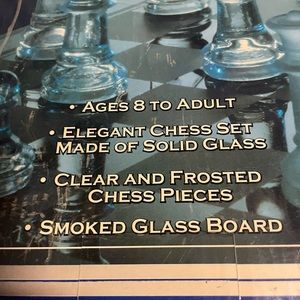 • AGES 8 TO ADULT
• ELEGANT CHESS SET
MADE OF SOLID GLASS
• CLEAR AND FROSTED
CHESS PIECES
• SMOKED GLASS BOARD